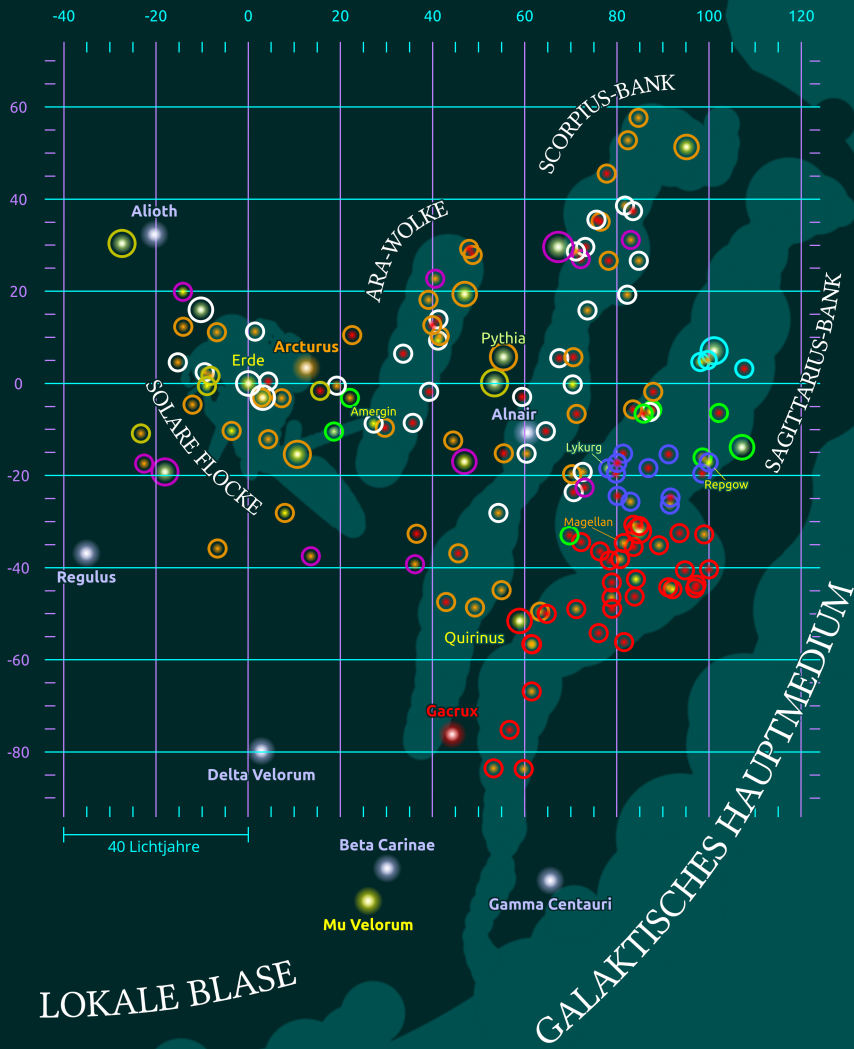 -40 -20 0 20 40 60 80 100 120
SCORPIUS-BANK
60
40
Alioth
ARA-WOLKE
20
SAGITTARIUS-BANK
Pythia
Arcturus
Erde
0
SOLARE FLOCKE
Amergin
Alnair
Lykurg
-20
Repgow
Magellan
-40
Regulus
Quirinus
-60
Gacrux
-80
Delta Velorum
40 Lichtjahre
Beta Carinae
Gamma Centauri
Mu Velorum
GALAKTISCHES HAUPTMEDIUM
LOKALE BLASE